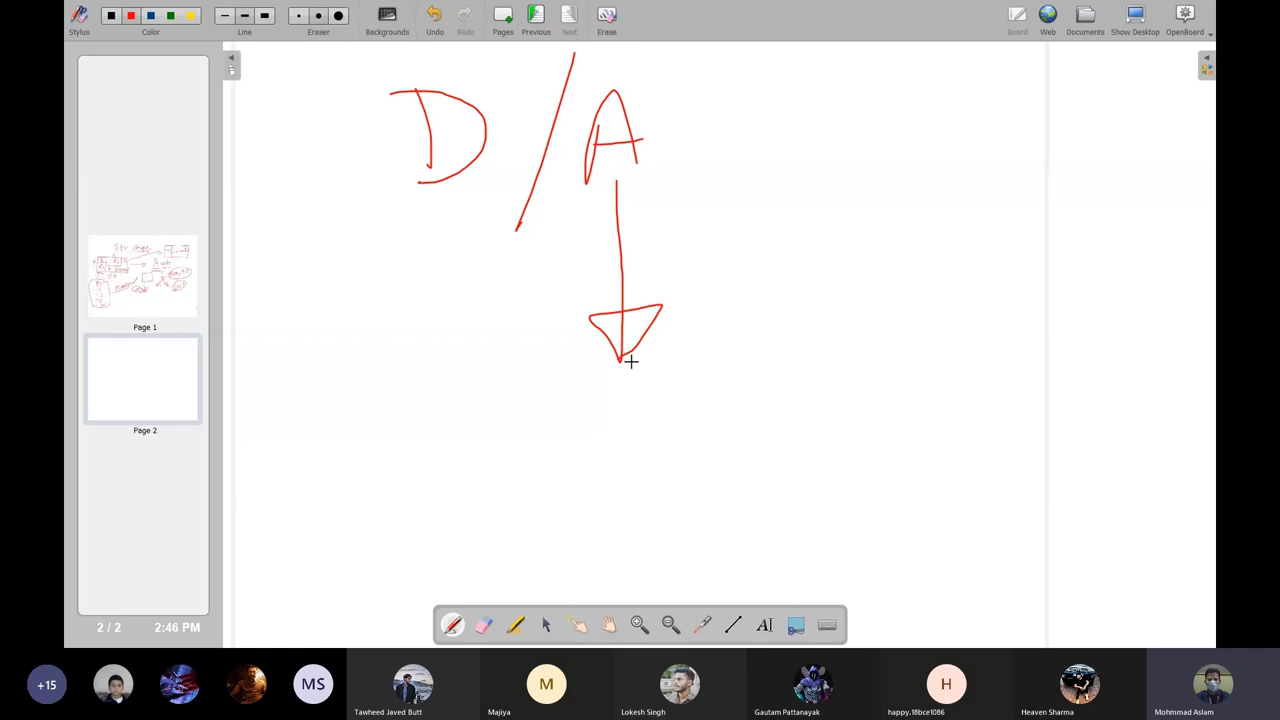 Stylus Color Line Eraser Backgrounds Undo Redo Pages Previous Next Erase Board Web Documents Show Desktop OpenBoard
D/A
Page 1
Page 2
2/2 2:46 PM
+15 MS Tawheed Javed Butt M Majiya Lokesh Singh Gautam Pattanayak H happy.18bce1086 Heaven Sharma Mohmmad Aslam